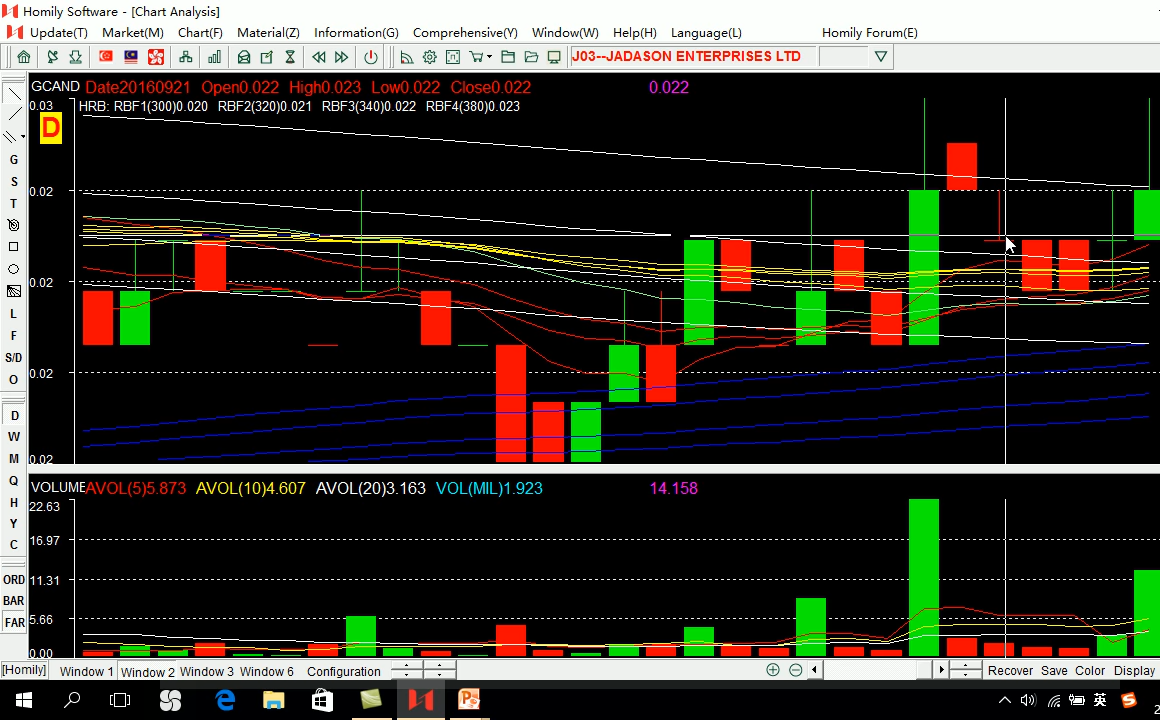 Homily Software - [Chart Analysis]
Update(T) Market(M) Chart(F) Material(Z) Information(G) Comprehensive(Y) Window(W) Help(H) Language(L) Homily Forum(E)
J03--JADASON ENTERPRISES LTD
GCAND Date20160921 Open0.022 High0.023 Low0.022 Close0.022 0.022
0.03 HRB: RBF1(300)0.020 RBF2(320)0.021 RBF3(340)0.022 RBF4(380)0.023
D
G
S
0.02
T
0.02
L
F
S/D
0.02
O
D
W
M
0.02
Q
VOLUME AVOL(5)5.873 AVOL(10)4.607 AVOL(20)3.163 VOL(MIL)1.923 14.158
H
22.63
Y
16.97
C
11.31
ORD
BAR
5.66
FAR
0.00
[Homily] Window 1 Window 2 Window 3 Window 6 Configuration Recover Save Color Display
英
2